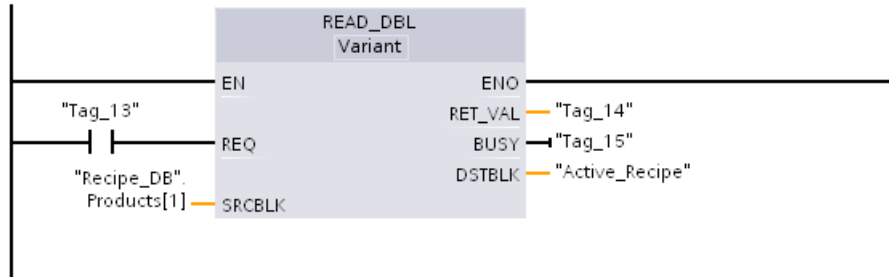 READ_DBL
Variant
EN
ENO
"Tag_13"
RET_VAL
"Tag_14"
REQ
BUSY
"Tag_15"
"Recipe_DB".
Products[1]
DSTBLK
"Active_Recipe"
SRCBLK